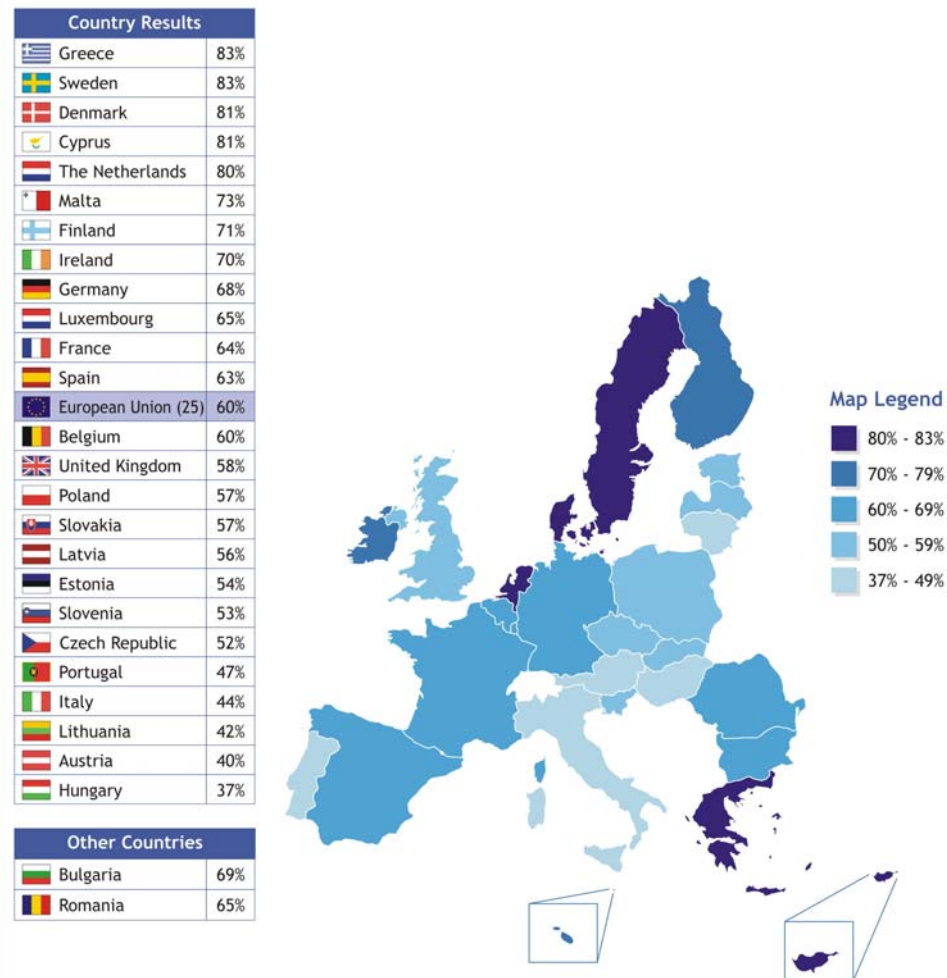 Country Results
Greece 83%
Sweden 83%
Denmark 81%
Cyprus 81%
The Netherlands 80%
Malta 73%
Finland 71%
Ireland 70%
Germany 68%
Luxembourg 65%
France 64%
Spain 63%
European Union (25) 60%
Belgium 60%
United Kingdom 58%
Poland 57%
Slovakia 57%
Latvia 56%
Estonia 54%
Slovenia 53%
Czech Republic 52%
Portugal 47%
Italy 44%
Lithuania 42%
Austria 40%
Hungary 37%
Other Countries
Bulgaria 69%
Romania 65%
Map Legend
80% - 83%
70% - 79%
60% - 69%
50% - 59%
37% - 49%